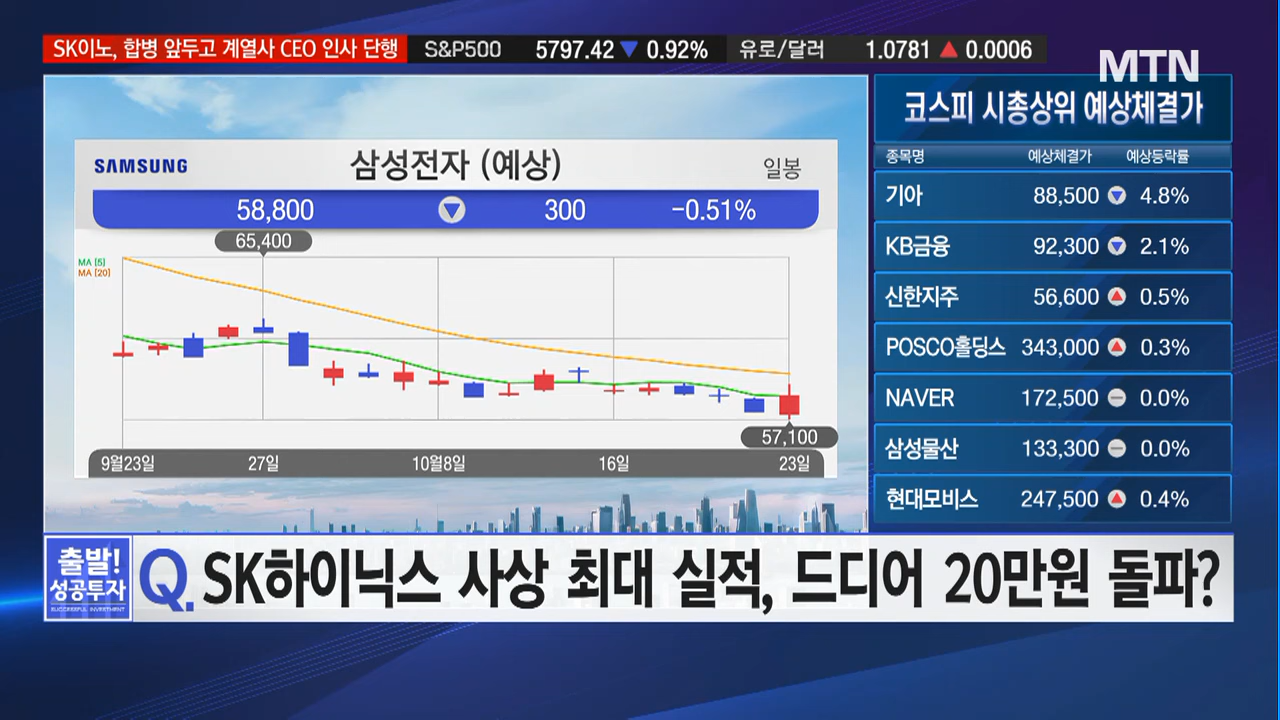 SK이노, 합병 앞두고 계열사 CEO 인사 단행 S&P500 5797.42 ▼ 0.92% 유로/달러 1.0781 ▲ 0.0006
MTN
SAMSUNG 삼성전자 (예상) 일봉
58,800 ▼ 300 -0.51%
65,400
MA [5]
MA [20]
57,100
9월23일 27일 10월8일 16일 23일
코스피 시총상위 예상체결가
종목명 예상체결가 예상등락률
기아 88,500 ▼ 4.8%
KB금융 92,300 ▼ 2.1%
신한지주 56,600 ▲ 0.5%
POSCO홀딩스 343,000 ▲ 0.3%
NAVER 172,500 - 0.0%
삼성물산 133,300 - 0.0%
현대모비스 247,500 ▲ 0.4%
출발!
성공투자
SUCCESSFUL INVESTMENT
Q. SK하이닉스 사상 최대 실적, 드디어 20만원 돌파?